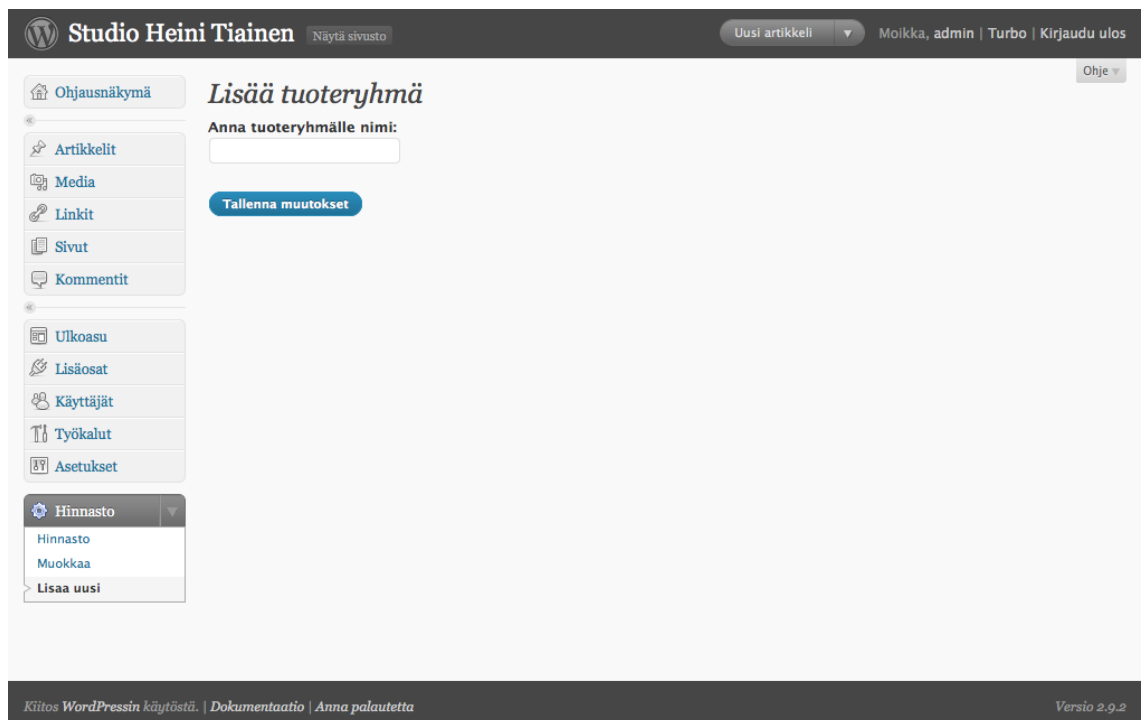 Studio Heini Tiainen Näytä sivusto Uusi artikkeli Moikka, admin | Turbo | Kirjaudu ulos
Ohje
Ohjausnäkymä
Artikkelit
Media
Linkit
Sivut
Kommentit
Ulkoasu
Lisäosat
Käyttäjät
Työkalut
Asetukset
Hinnasto
Hinnasto
Muokkaa
Lisaa uusi
Lisää tuoteryhmä
Anna tuoteryhmälle nimi:
Tallenna muutokset
Kiitos WordPressin käytöstä. | Dokumentaatio | Anna palautetta Versio 2.9.2